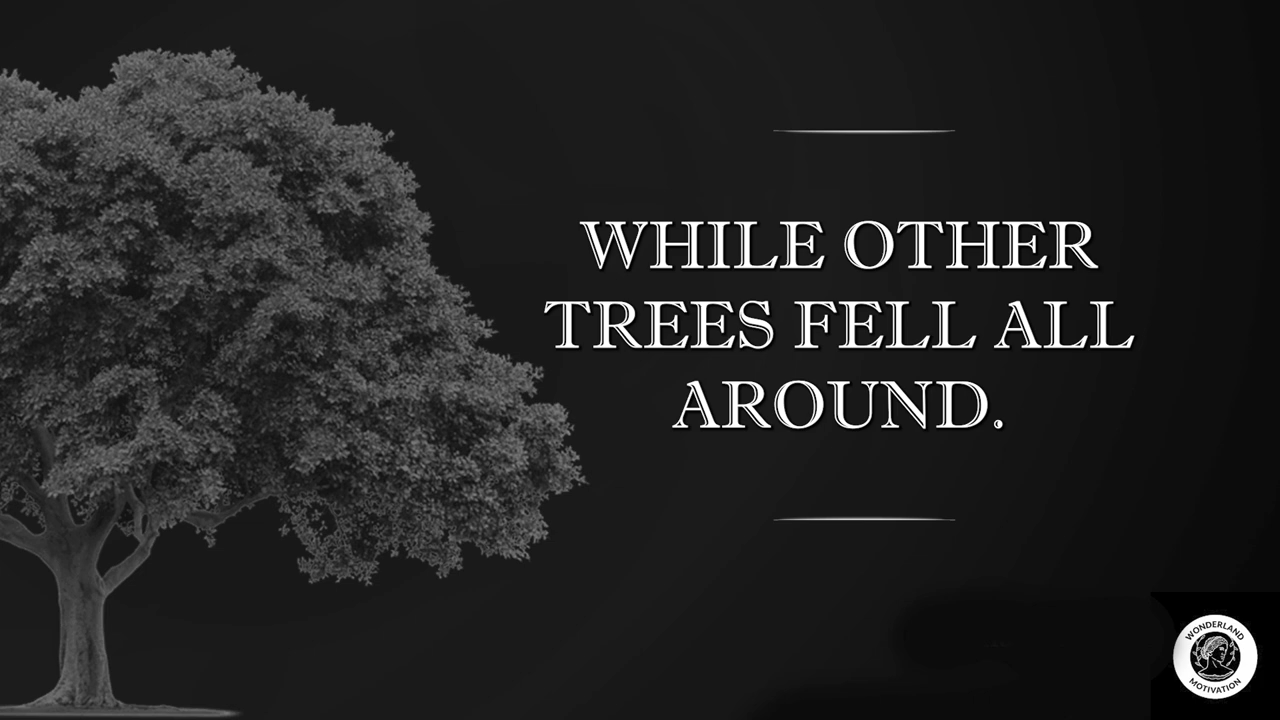 WHILE OTHER
TREES FELL ALL
AROUND.
WONDERLAND
MOTIVATION